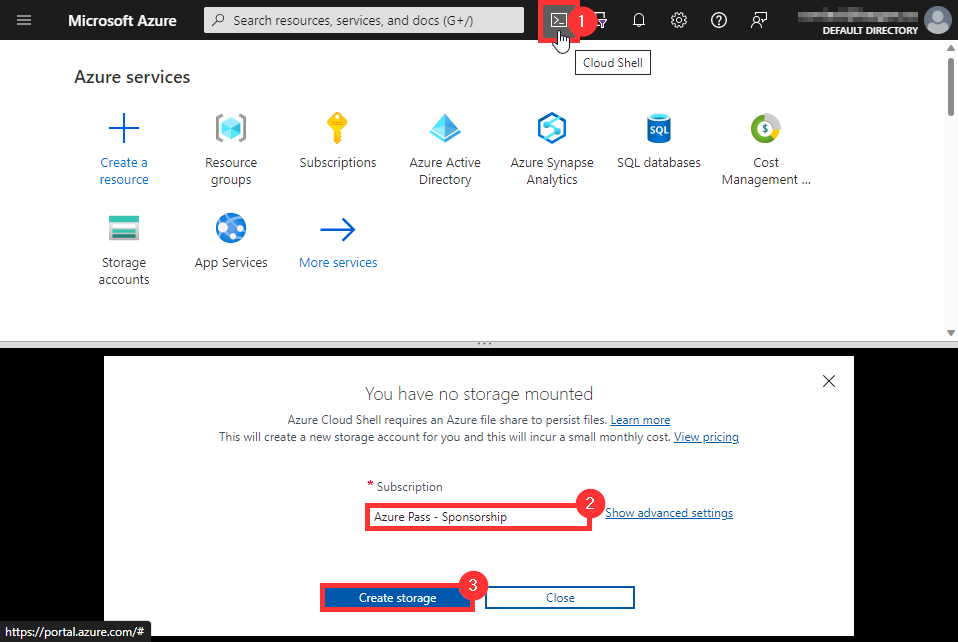 Microsoft Azure
Search resources, services, and docs (G+/)
1
DEFAULT DIRECTORY
Cloud Shell
Azure services
Create a
resource
Resource
groups
Subscriptions
Azure Active
Directory
Azure Synapse
Analytics
SQL
SQL databases
$
Cost
Management ...
Storage
accounts
App Services
More services
You have no storage mounted
Azure Cloud Shell requires an Azure file share to persist files. Learn more
This will create a new storage account for you and this will incur a small monthly cost. View pricing
* Subscription
2
Azure Pass - Sponsorship
Show advanced settings
3
Create storage
Close
https://portal.azure.com/#